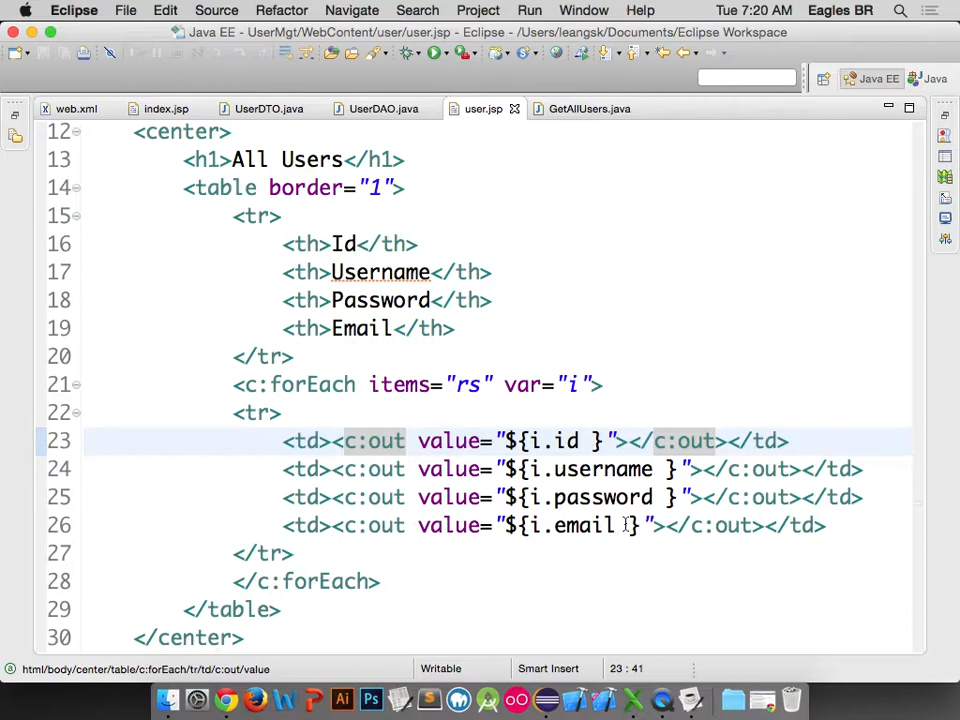 Eclipse File Edit Source Refactor Navigate Search Project Run Window Help Tue 7:20 AM Eagles BR
Java EE - UserMgt/WebContent/user/user.jsp - Eclipse - /Users/leangsk/Documents/Eclipse Workspace
Java EE Java
web.xml index.jsp UserDTO.java UserDAO.java user.jsp GetAllUsers.java
12 <center>
13 <h1>All Users</h1>
14 <table border="1">
15 <tr>
16 <th>Id</th>
17 <th>Username</th>
18 <th>Password</th>
19 <th>Email</th>
20 </tr>
21 <c:forEach items="rs" var="i">
22 <tr>
23 <td><c:out value="${i.id }"></c:out></td>
24 <td><c:out value="${i.username }"></c:out></td>
25 <td><c:out value="${i.password }"></c:out></td>
26 <td><c:out value="${i.email }"></c:out></td>
27 </tr>
28 </c:forEach>
29 </table>
30 </center>
html/body/center/table/c:forEach/tr/td/c:out/value Writable Smart Insert 23 : 41